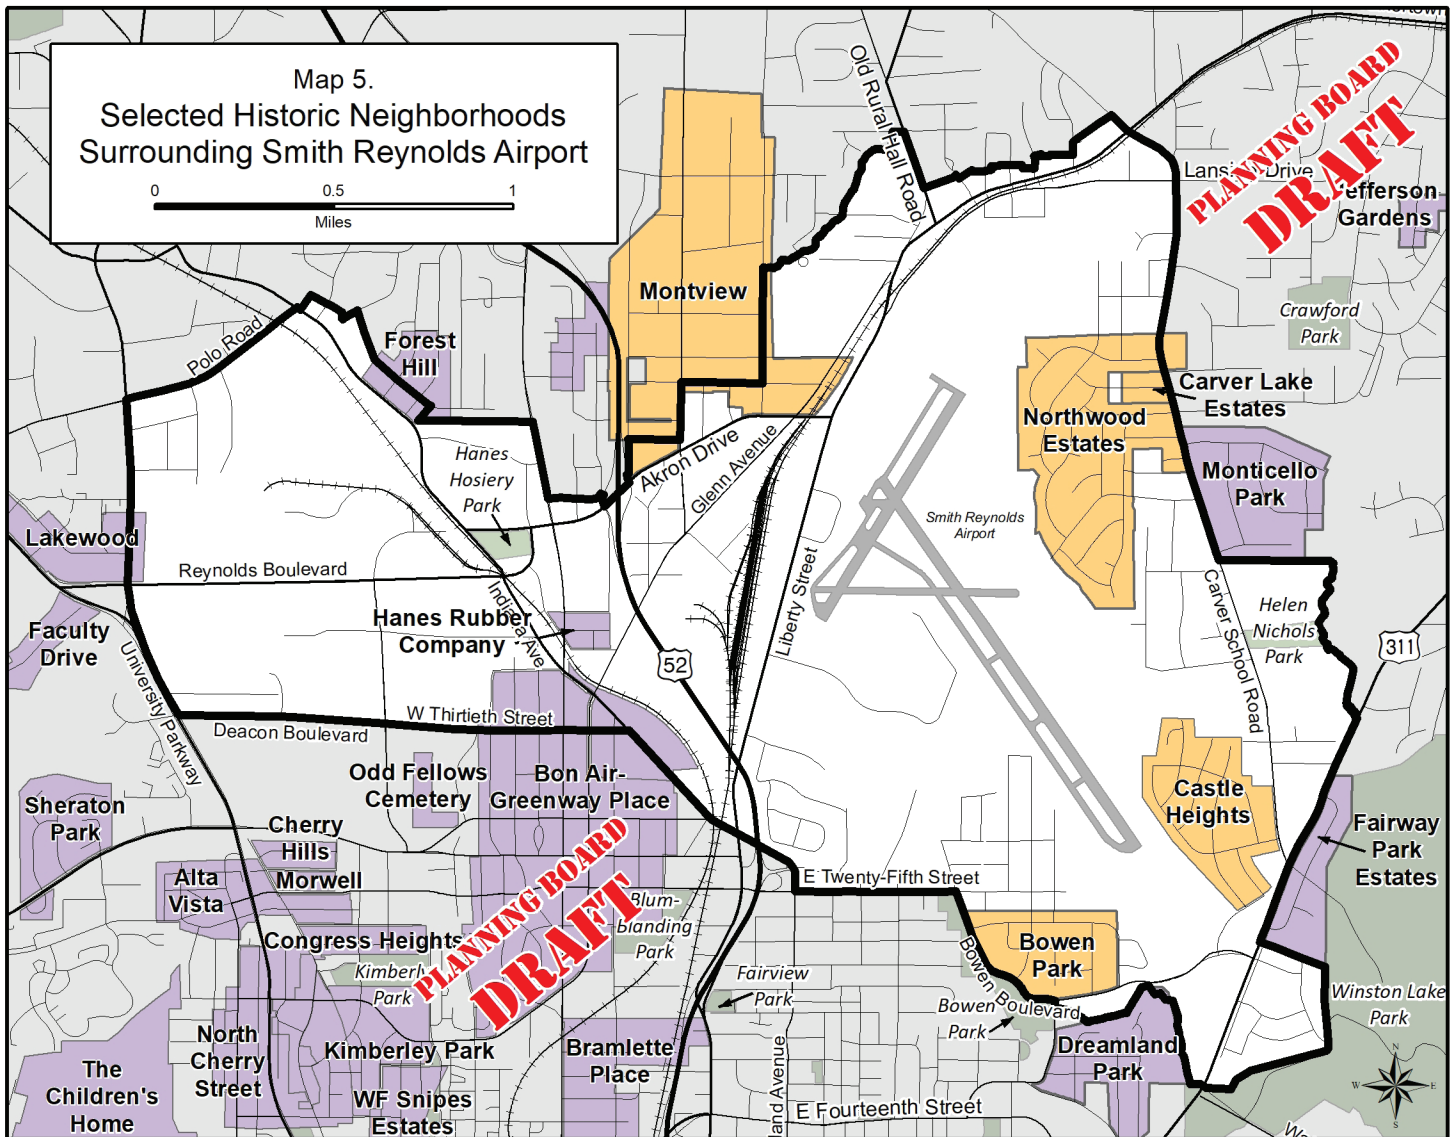 Map 5.
Selected Historic Neighborhoods
Surrounding Smith Reynolds Airport
0 0.5 1
Miles
Old Rural Hall Road
PLANNING BOARD
DRAFT
Drive
Jefferson
Gardens
Montview
Crawford
Park
Polo Road
Forest
Hill
Carver Lake
Estates
Northwood
Estates
Akron Drive
Glenn Avenue
Hanes
Hosiery
Park
Monticello
Park
Smith Reynolds
Airport
Lakewood
Reynolds Boulevard
Indiana Ave
Liberty Street
Carver School Road
Helen
Nichols
Park
311
Faculty
Drive
Hanes Rubber
Company
52
University Parkway
W Thirtieth Street
Deacon Boulevard
Odd Fellows
Cemetery
Bon Air-
Greenway Place
Castle
Heights
Sheraton
Park
Cherry
Hills
Morwell
Fairway
Park
Estates
Alta
Vista
E Twenty-Fifth Street
PLANNING BOARD
DRAFT
Blum-
blanding
Park
Congress Heights
Kimberl
Park
Bowen
Park
Bowen Boulevard
Fairview
Park
Bowen
Park
Winston Lake
Park
North
Cherry
Street
Kimberley Park
Bramlette
Place
Dreamland
Park
The
Children's
Home
WF Snipes
Estates
land Avenue
E Fourteenth Street
N
W E
S